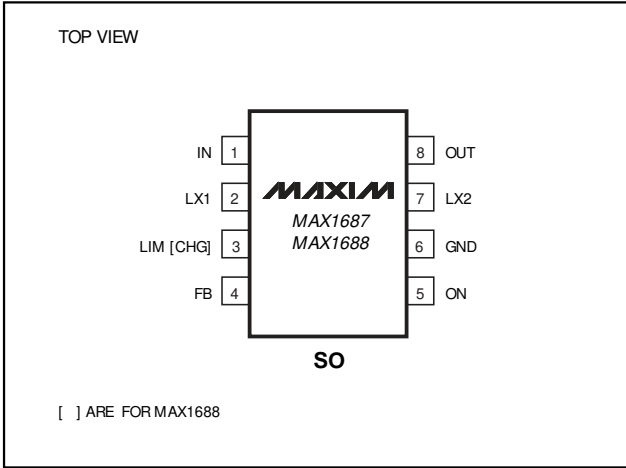 TOP VIEW
IN 1
LX1 2
LIM [CHG] 3
FB 4
MAXIM
MAX1687
MAX1688
8 OUT
7 LX2
6 GND
5 ON
SO
[ ] ARE FOR MAX1688